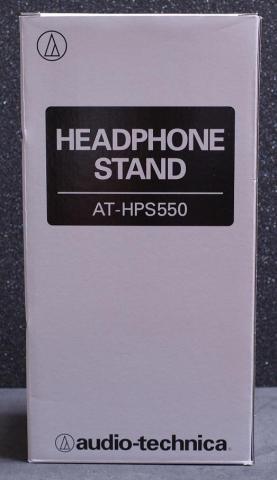 HEADPHONE
STAND
AT-HPS550
audio-technica